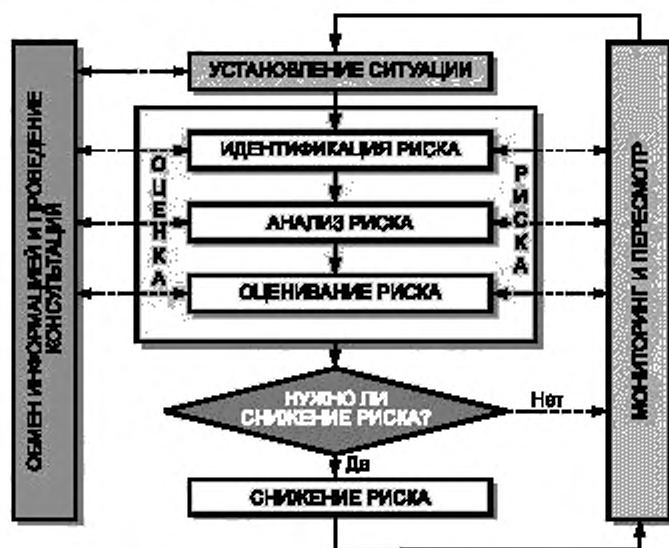 УСТАНОВЛЕНИЕ СИТУАЦИИ
ОБМЕН ИНФОРМАЦИЕЙ И ПРОВЕДЕНИЕ
КОНСУЛЬТАЦИЙ
ОЦЕНКА
ИДЕНТИФИКАЦИЯ РИСКА
АНАЛИЗ РИСКА
ОЦЕНИВАНИЕ РИСКА
РИСКА
МОНИТОРИНГ И ПЕРЕСМОТР
НУЖНО ЛИ
СНИЖЕНИЕ РИСКА?
Нет
Да
СНИЖЕНИЕ РИСКА